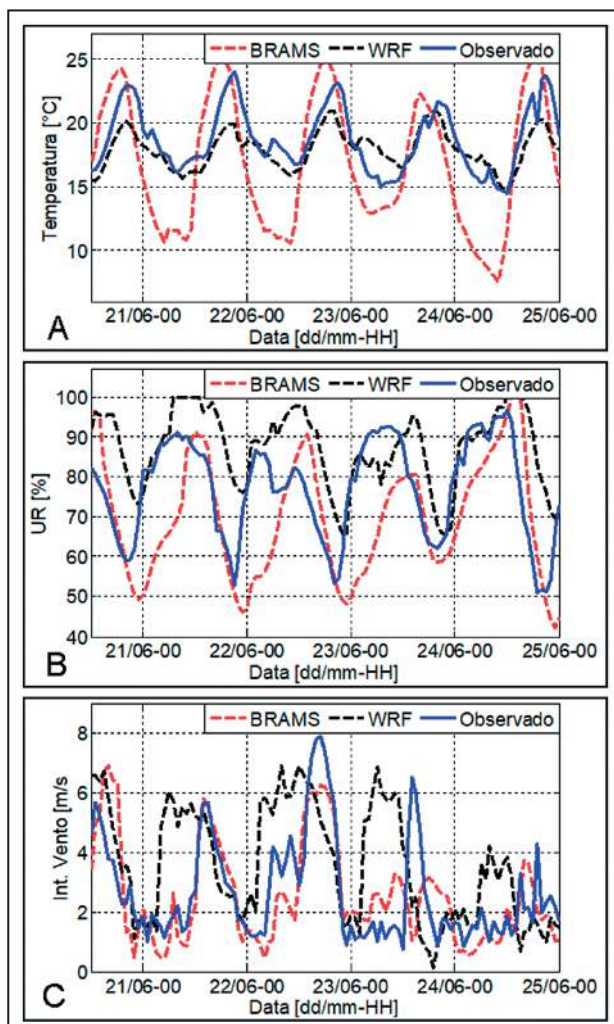 BRAMS WRF Observado
Temperatura [°C]
25
20
15
10
A
21/06-00 22/06-00 23/06-00 24/06-00 25/06-00
Data [dd/mm-HH]
BRAMS WRF Observado
UR [%]
100
90
80
70
60
50
40
B
21/06-00 22/06-00 23/06-00 24/06-00 25/06-00
Data [dd/mm-HH]
BRAMS WRF Observado
Int. Vento [m/s
8
6
4
2
0
C
21/06-00 22/06-00 23/06-00 24/06-00 25/06-00
Data [dd/mm-HH]